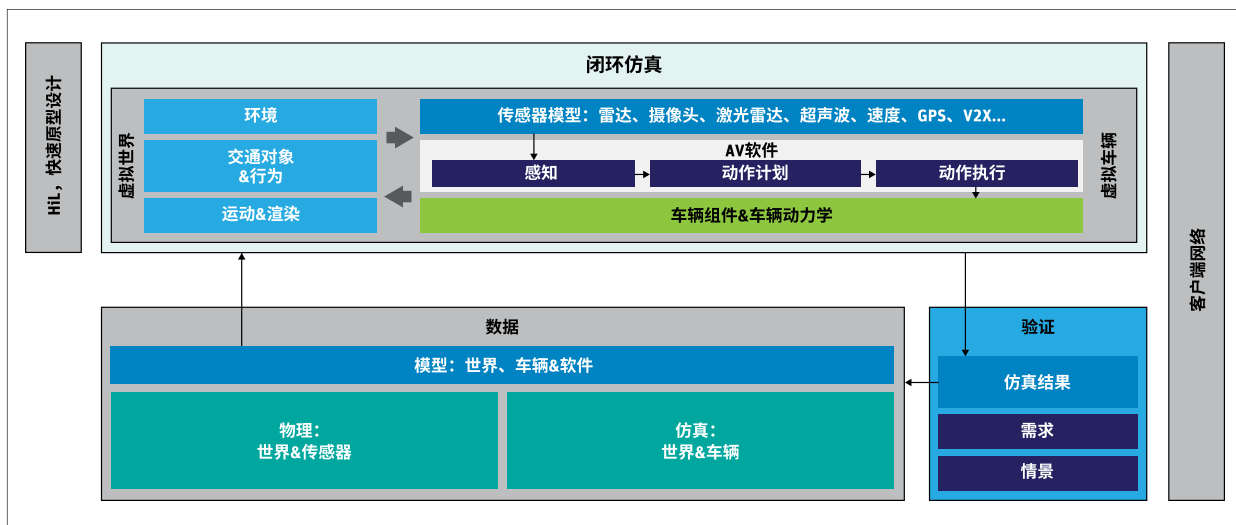 HiL，快速原型设计
闭环仿真
虚拟世界
环境
交通对象
&行为
运动&渲染
传感器模型：雷达、摄像头、激光雷达、超声波、速度、GPS、V2X...
AV软件
感知
动作计划
动作执行
车辆组件&车辆动力学
虚拟车辆
客户端网络
数据
模型：世界、车辆&软件
物理：
世界&传感器
仿真：
世界&车辆
验证
仿真结果
需求
情景